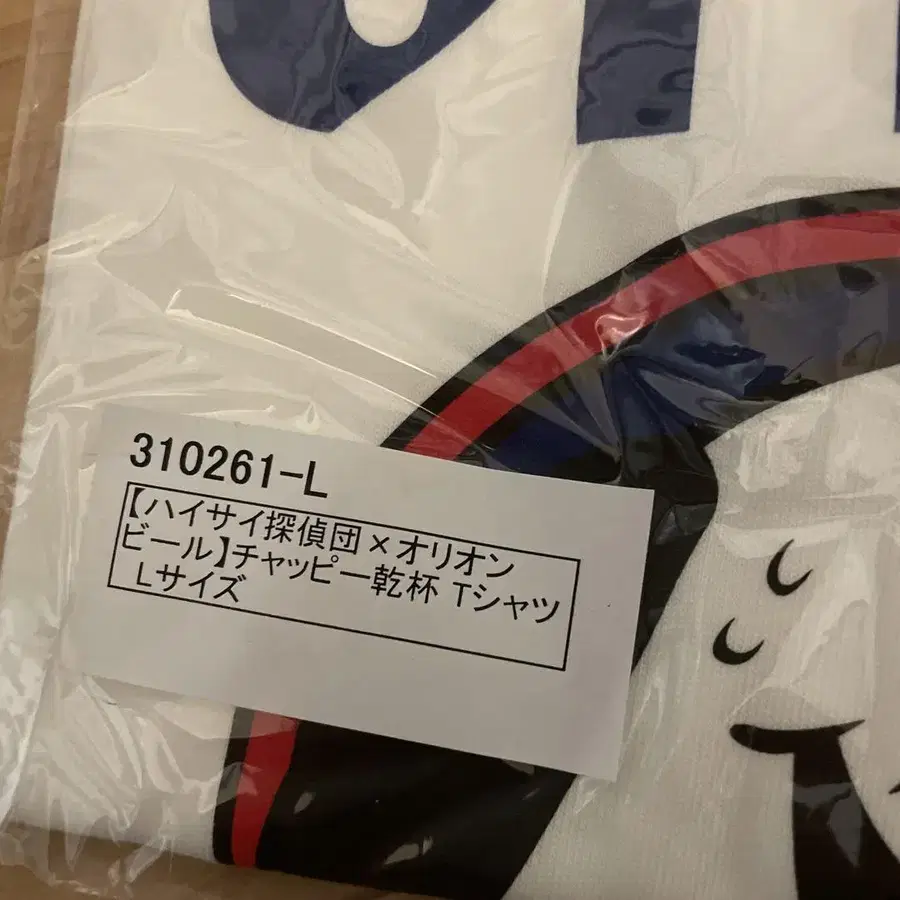 310261-L
【ハイサイ探偵団×オリオン
ビール】チャッピー乾杯 Tシャツ
Lサイズ